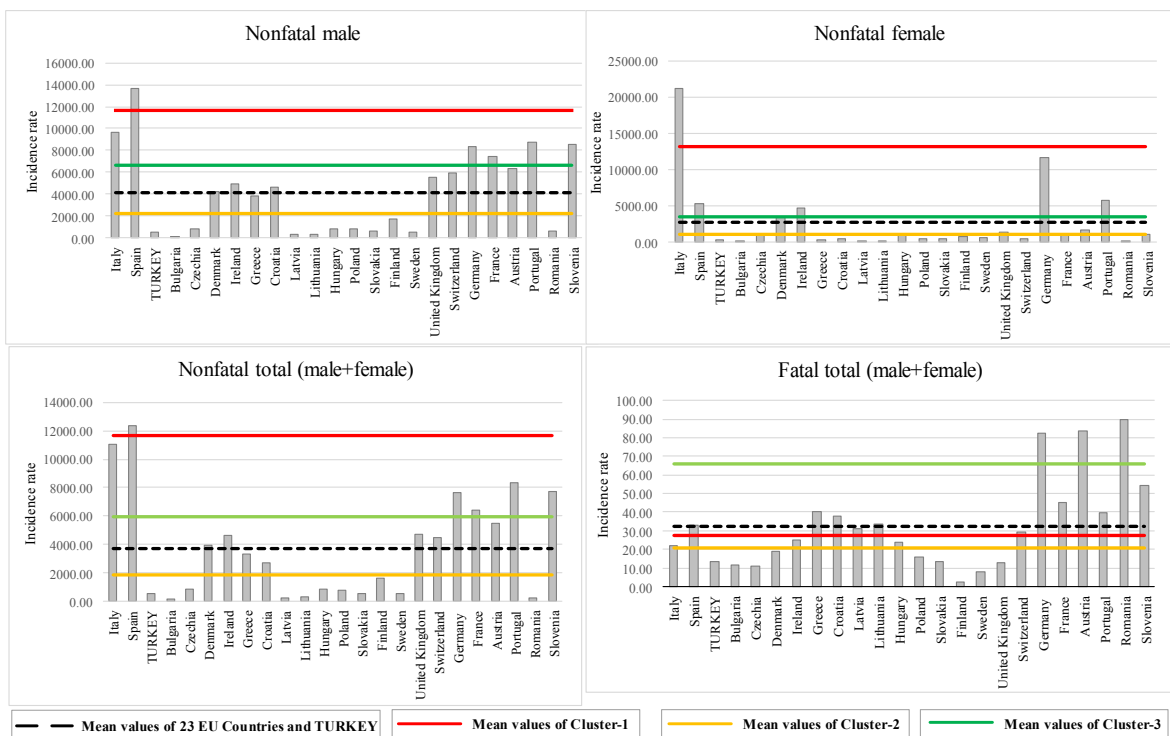 Nonfatal male
Incidence rate
16000.00
14000.00
12000.00
10000.00
8000.00
6000.00
4000.00
2000.00
0.00
Italy
Spain
TURKEY
Bulgaria
Czechia
Denmark
Ireland
Greece
Croatia
Latvia
Lithuania
Hungary
Poland
Slovakia
Finland
Sweden
United Kingdom
Switzerland
Germany
France
Austria
Portugal
Romania
Slovenia
Nonfatal female
Incidence rate
25000.00
20000.00
15000.00
10000.00
5000.00
0.00
Italy
Spain
TURKEY
Bulgaria
Czechia
Denmark
Ireland
Greece
Croatia
Latvia
Lithuania
Hungary
Poland
Slovakia
Finland
Sweden
United Kingdom
Switzerland
Germany
France
Austria
Portugal
Romania
Slovenia
Nonfatal total (male+female)
Incidence rate
14000.00
12000.00
10000.00
8000.00
6000.00
4000.00
2000.00
0.00
Italy
Spain
TURKEY
Bulgaria
Czechia
Denmark
Ireland
Greece
Croatia
Latvia
Lithuania
Hungary
Poland
Slovakia
Finland
Sweden
United Kingdom
Switzerland
Germany
France
Austria
Portugal
Romania
Slovenia
Fatal total (male+female)
Incidence rate
100.00
90.00
80.00
70.00
60.00
50.00
40.00
30.00
20.00
10.00
0.00
Italy
Spain
TURKEY
Bulgaria
Czechia
Denmark
Ireland
Greece
Croatia
Latvia
Lithuania
Hungary
Poland
Slovakia
Finland
Sweden
United Kingdom
Switzerland
Germany
France
Austria
Portugal
Romania
Slovenia
Mean values of 23 EU Countries and TURKEY
Mean values of Cluster-1
Mean values of Cluster-2
Mean values of Cluster-3